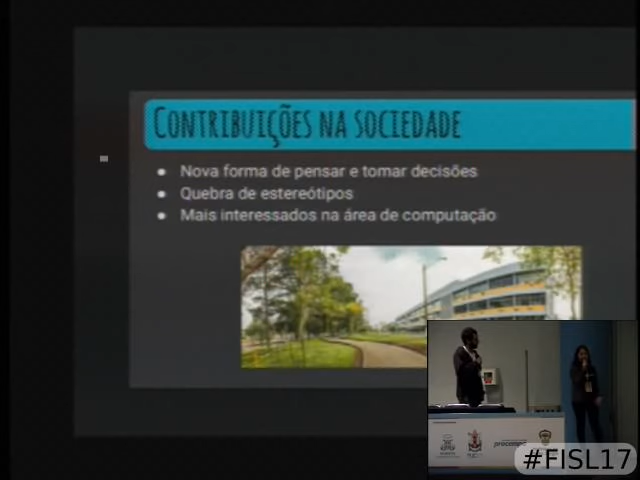 CONTRIBUIÇÕES NA SOCIEDADE
Nova forma de pensar e tomar decisões
Quebra de estereótipos
Mais interessados na área de computação
procempa
#FISL17